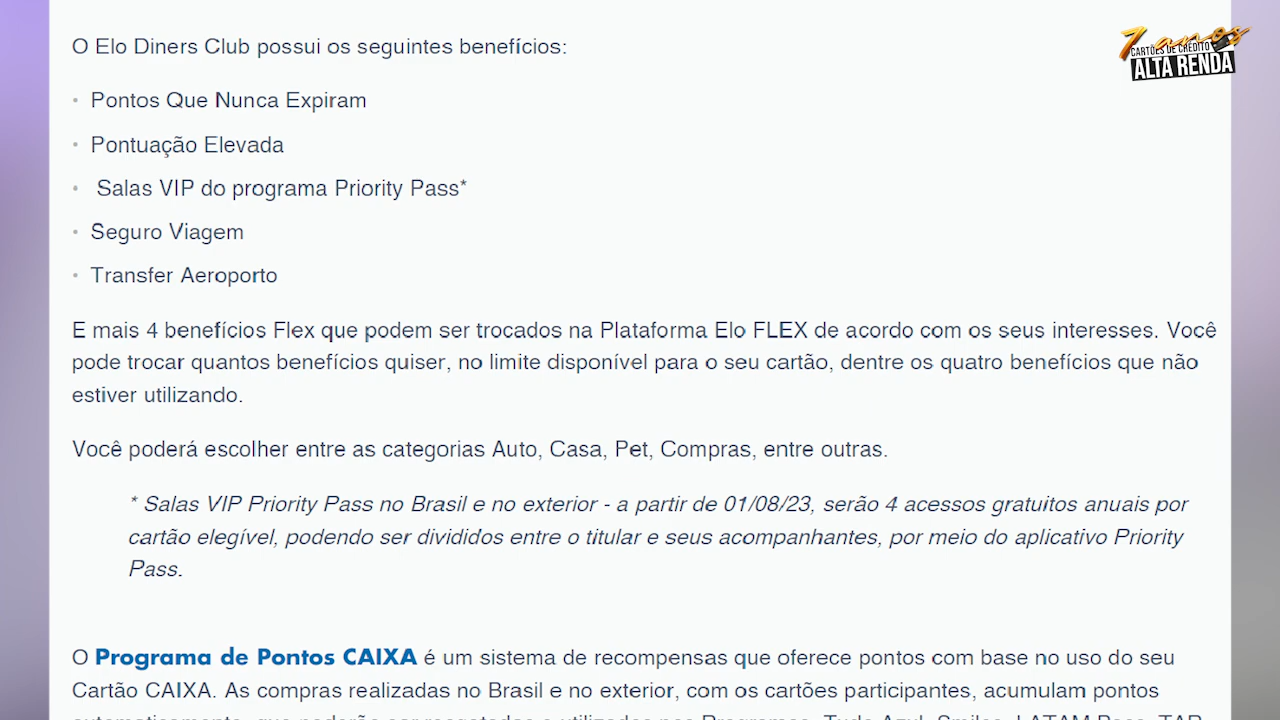 7 anos
CARTÕES DE CRÉDITO
ALTA RENDA
O Elo Diners Club possui os seguintes benefícios:
• Pontos Que Nunca Expiram
• Pontuação Elevada
• Salas VIP do programa Priority Pass*
• Seguro Viagem
• Transfer Aeroporto
E mais 4 benefícios Flex que podem ser trocados na Plataforma Elo FLEX de acordo com os seus interesses. Você
pode trocar quantos benefícios quiser, no limite disponível para o seu cartão, dentre os quatro benefícios que não
estiver utilizando.
Você poderá escolher entre as categorias Auto, Casa, Pet, Compras, entre outras.
* Salas VIP Priority Pass no Brasil e no exterior - a partir de 01/08/23, serão 4 acessos gratuitos anuais por
cartão elegível, podendo ser divididos entre o titular e seus acompanhantes, por meio do aplicativo Priority
Pass.
O Programa de Pontos CAIXA é um sistema de recompensas que oferece pontos com base no uso do seu
Cartão CAIXA. As compras realizadas no Brasil e no exterior, com os cartões participantes, acumulam pontos